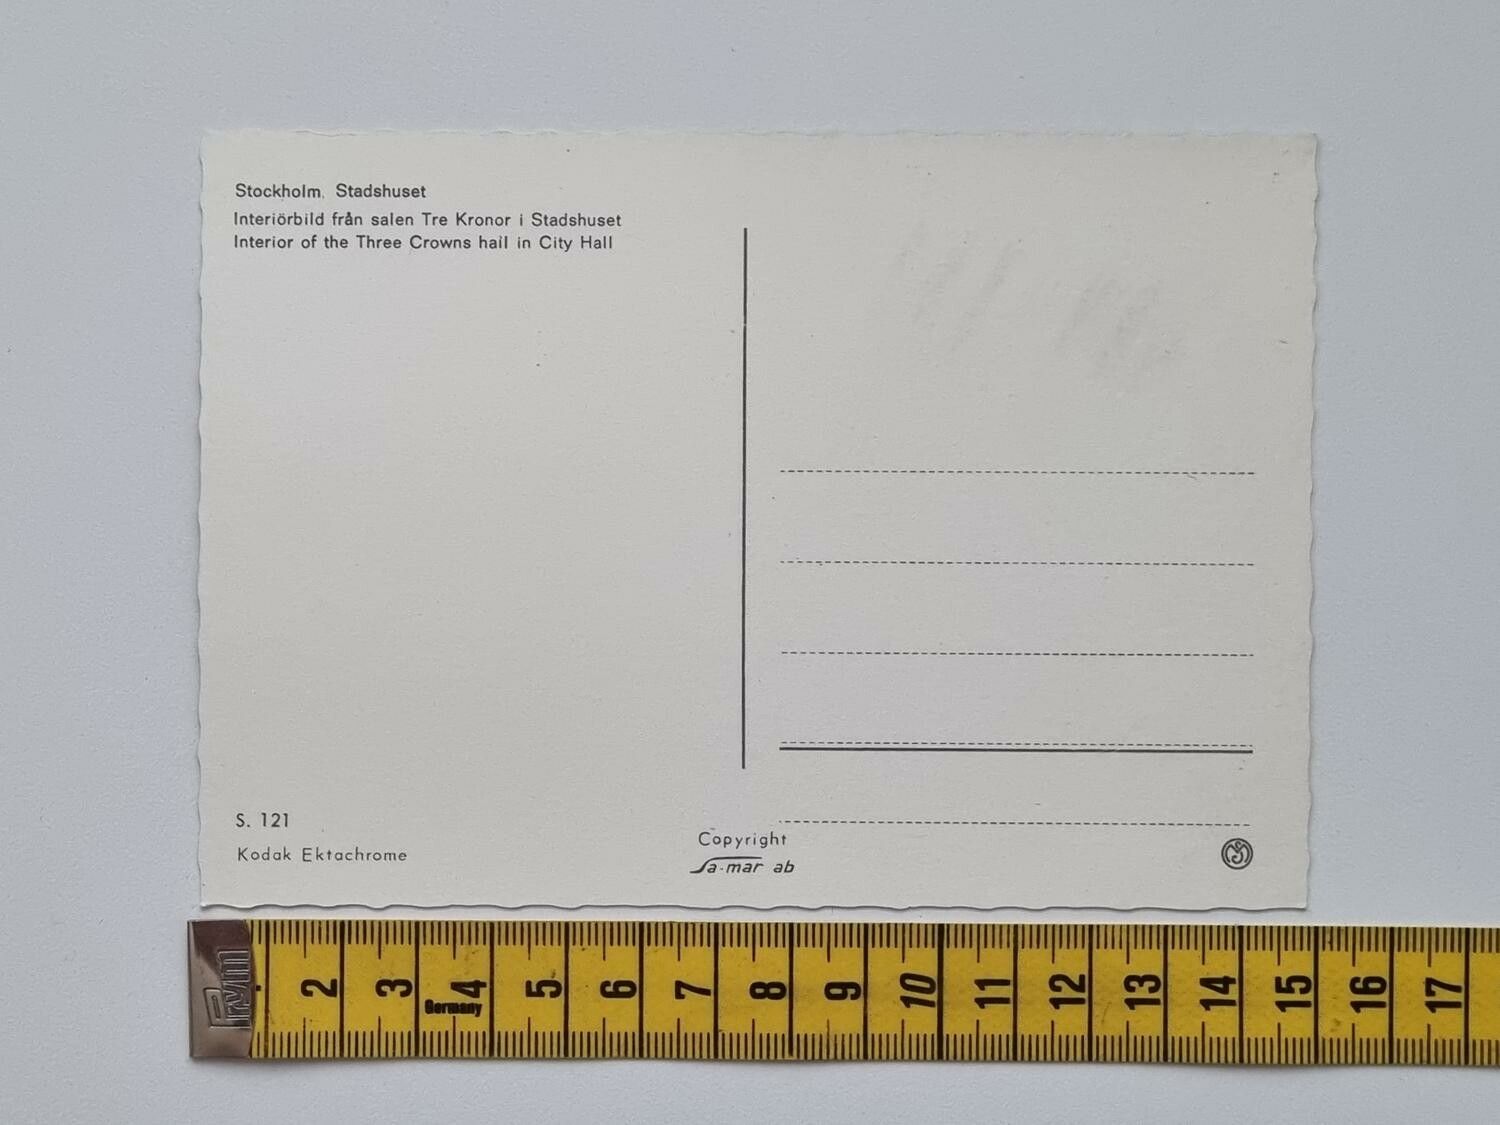 Stockholm. Stadshuset
Interiörbild från salen Tre Kronor i Stadshuset
Interior of the Three Crowns hall in City Hall
S. 121
Kodak Ektachrome
Copyright
Sa-mar ab
Prym
2 3 4 5 6 7 8 9 10 11 12 13 14 15 16 17
Germany